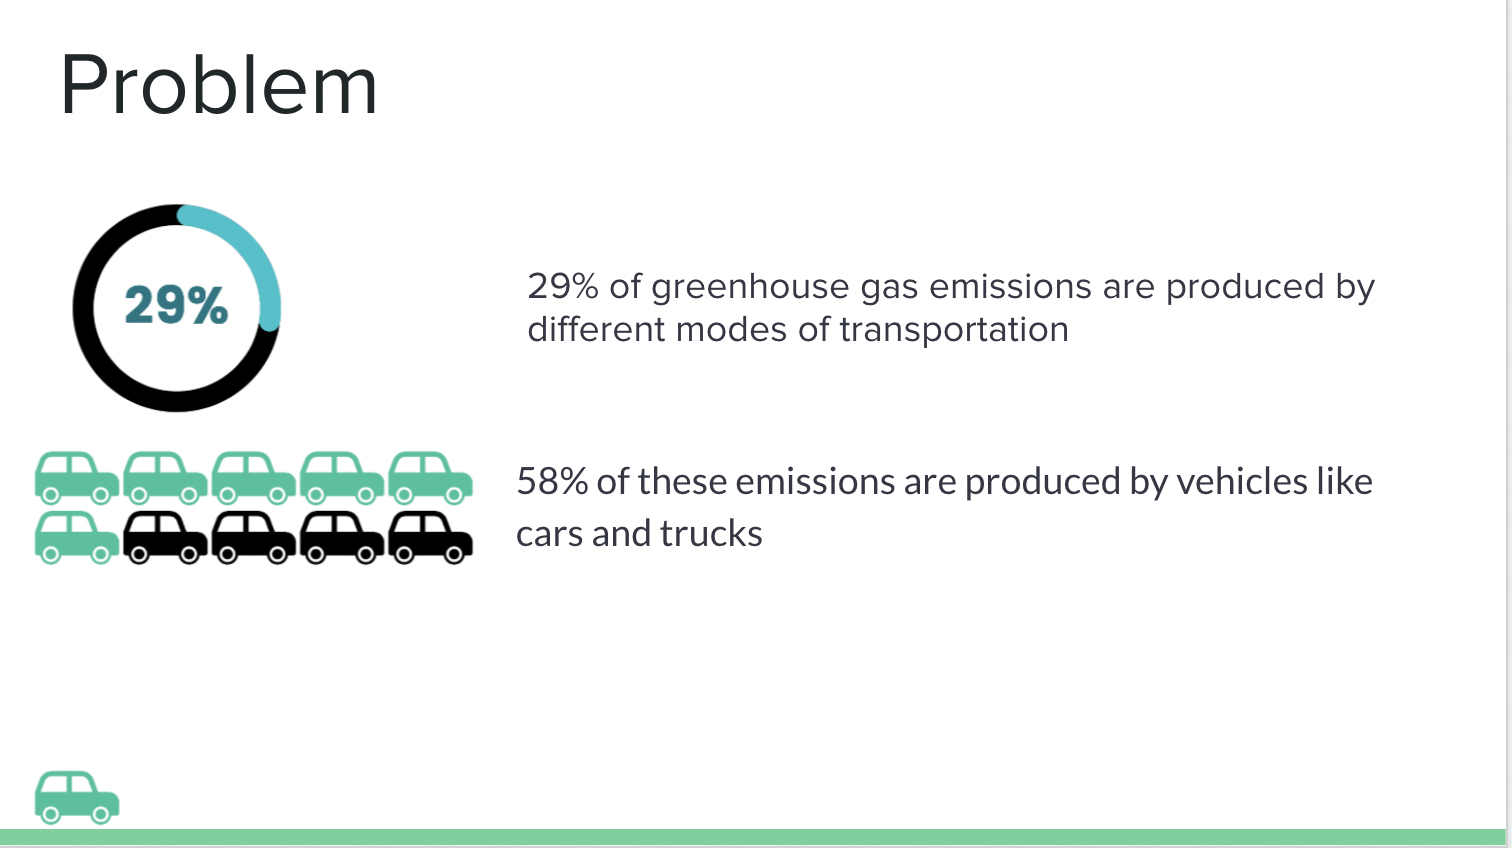 Problem
29%
29% of greenhouse gas emissions are produced by
different modes of transportation
58% of these emissions are produced by vehicles like
cars and trucks